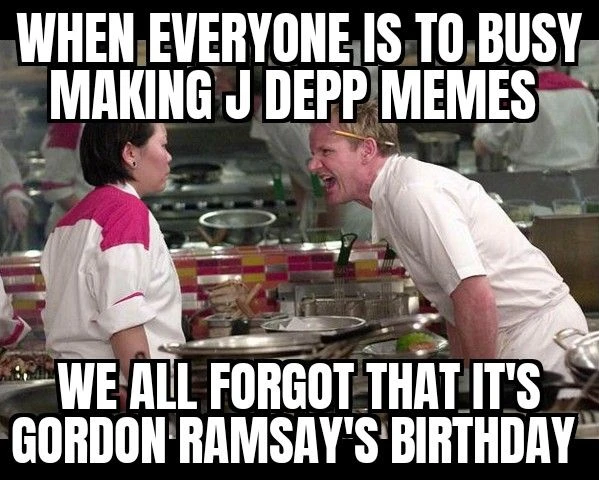 WHEN EVERYONE IS TO BUSY
MAKING J DEPP MEMES
WE ALL FORGOT THAT IT'S
GORDON RAMSAY'S BIRTHDAY